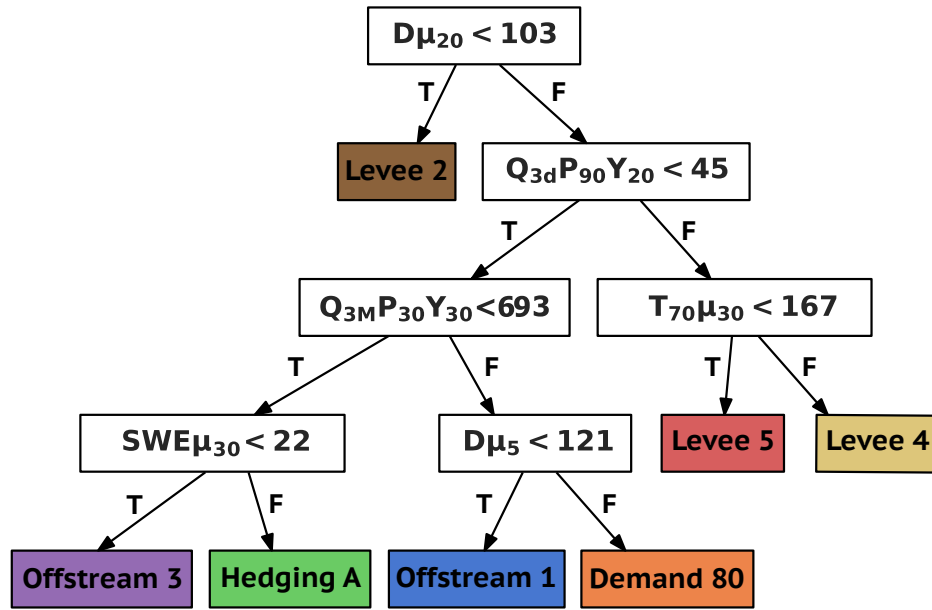 Dμ₂₀ < 103
T F
Levee 2 Q₃dP₉₀Y₂₀ < 45
T F
Q₃MP₃₀Y₃₀<693 T₇₀μ₃₀ < 167
T F T F
SWEμ₃₀ < 22 Dμ₅ < 121 Levee 5 Levee 4
T F T F
Offstream 3 Hedging A Offstream 1 Demand 80